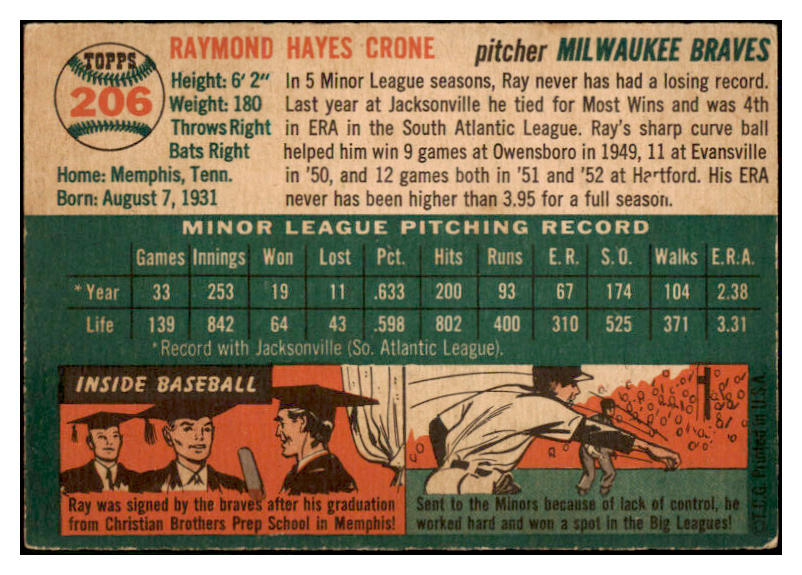 TOPPS
206
RAYMOND HAYES CRONE pitcher MILWAUKEE BRAVES
Height: 6' 2"
Weight: 180
Throws Right
Bats Right
Home: Memphis, Tenn.
Born: August 7, 1931
In 5 Minor League seasons, Ray never has had a losing record.
Last year at Jacksonville he tied for Most Wins and was 4th
in ERA in the South Atlantic League. Ray's sharp curve ball
helped him win 9 games at Owensboro in 1949, 11 at Evansville
in '50, and 12 games both in '51 and '52 at Hartford. His ERA
never has been higher than 3.95 for a full season.
MINOR LEAGUE PITCHING RECORD
Games Innings Won Lost Pct. Hits Runs E.R. S.O. Walks E.R.A.
*Year 33 253 19 11 .633 200 93 67 174 104 2.38
Life 139 842 64 43 .598 802 400 310 525 371 3.31
*Record with Jacksonville (So. Atlantic League).
INSIDE BASEBALL
Ray was signed by the braves after his graduation
from Christian Brothers Prep School in Memphis!
Sent to the Minors because of lack of control, he
worked hard and won a spot in the Big Leagues!
©T.C.G. Printed in U.S.A.